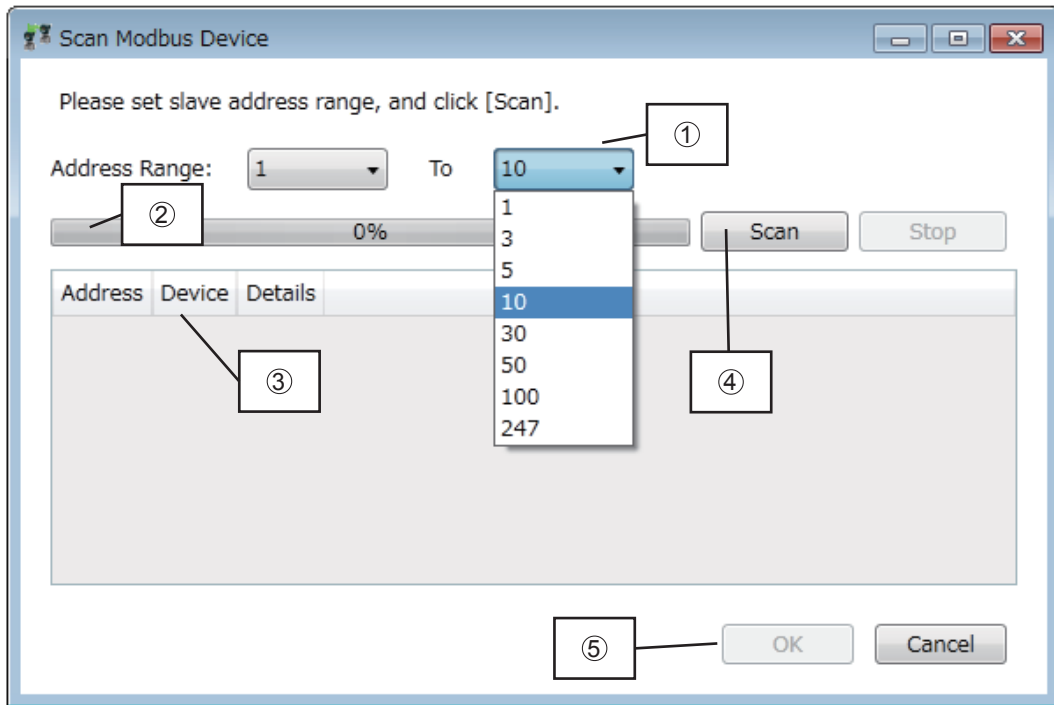 Scan Modbus Device
Please set slave address range, and click [Scan].
①
Address Range: 1 To 10
②
0% Scan Stop
1
3
5
10
30
50
100
247
Address Device Details
③
④
⑤
OK Cancel